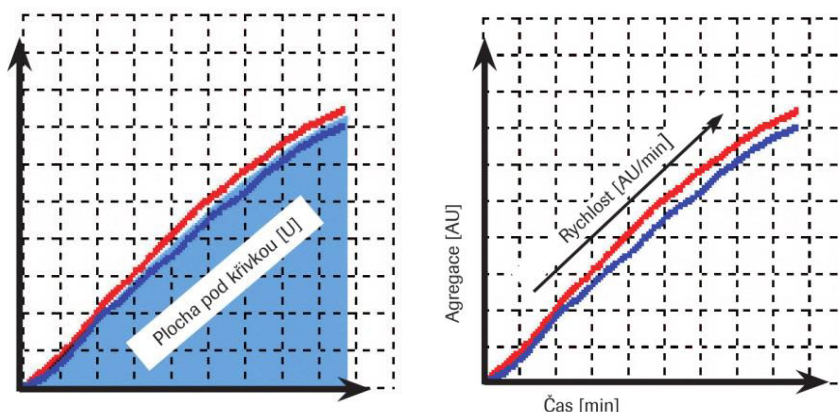 Plocha pod křivkou [U]
Agregace [AU]
Rychlost [AU/min]
Čas [min]